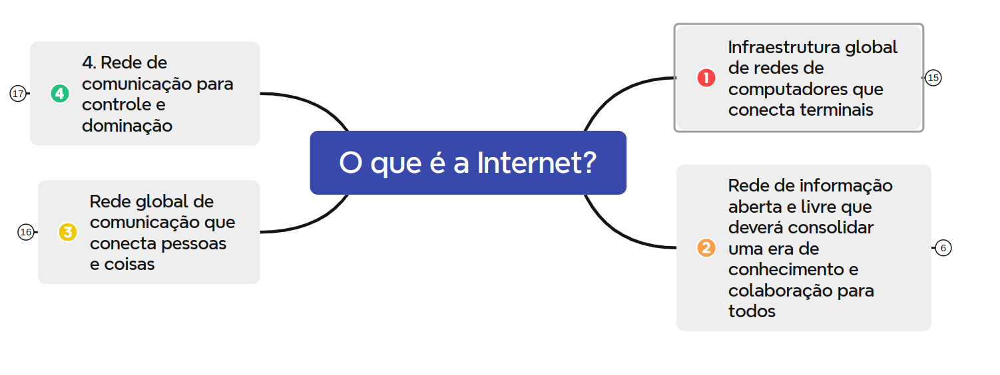 O que é a Internet?
1
Infraestrutura global
de redes de
computadores que
conecta terminais
15
2
Rede de informação
aberta e livre que
deverá consolidar
uma era de
conhecimento e
colaboração para
todos
6
3
Rede global de
comunicação que
conecta pessoas
e coisas
16
4
4. Rede de
comunicação para
controle e
dominação
17